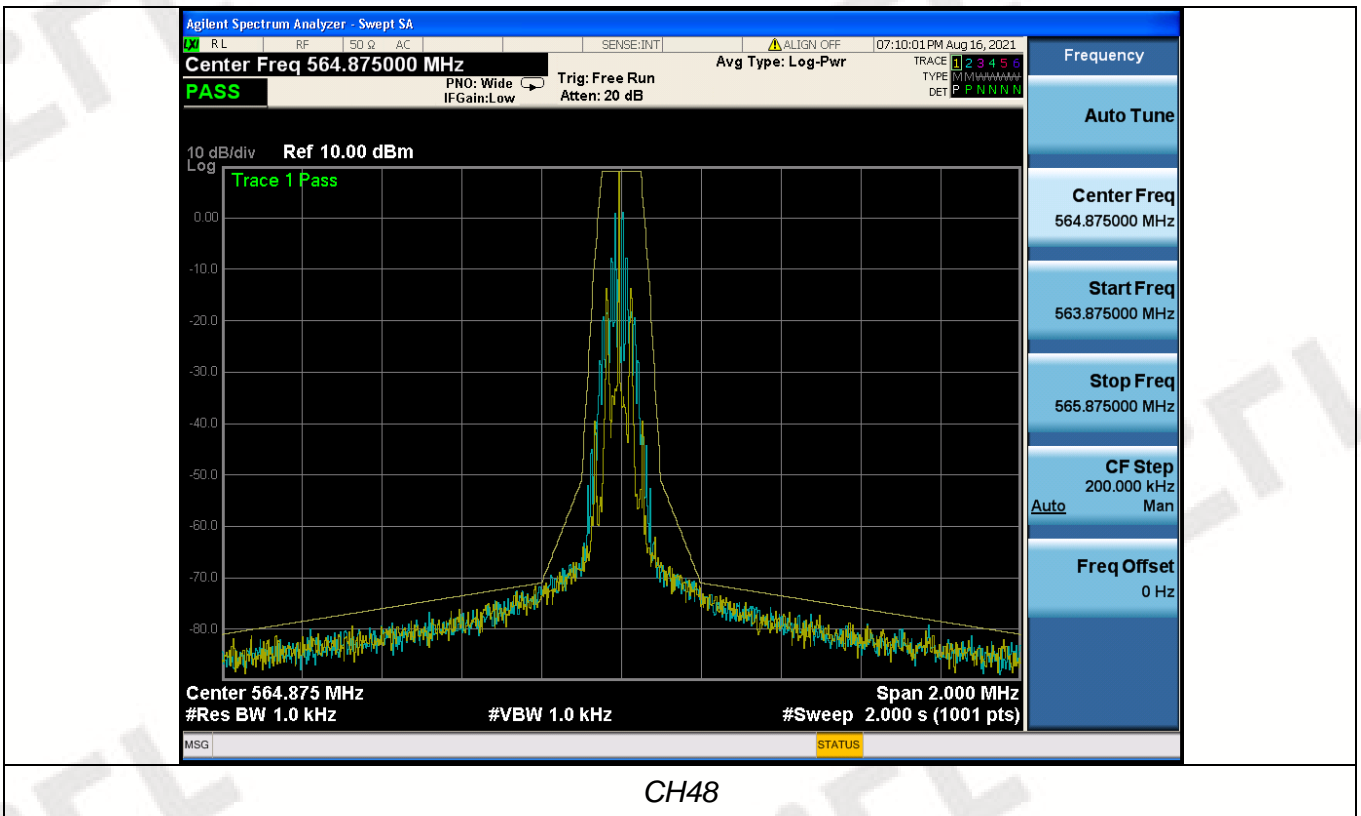 Agilent Spectrum Analyzer - Swept SA
LXI RL RF 50 Ω AC SENSE:INT ALIGN OFF 07:10:01 PM Aug 16, 2021
Center Freq 564.875000 MHz
PASS
PNO: Wide
IFGain:Low
Trig: Free Run
Atten: 20 dB
Avg Type: Log-Pwr
TRACE 1 2 3 4 5 6
TYPE M M W W W W
DET P P N N N N
10 dB/div Ref 10.00 dBm
Log
Trace 1 Pass
0.00
-10.0
-20.0
-30.0
-40.0
-50.0
-60.0
-70.0
-80.0
Center 564.875 MHz Span 2.000 MHz
#Res BW 1.0 kHz #VBW 1.0 kHz #Sweep 2.000 s (1001 pts)
MSG STATUS
Frequency
Auto Tune
Center Freq
564.875000 MHz
Start Freq
563.875000 MHz
Stop Freq
565.875000 MHz
CF Step
200.000 kHz
Auto Man
Freq Offset
0 Hz
CH48